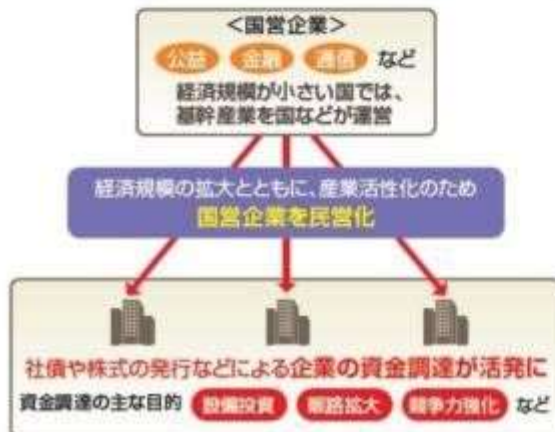 <国営企業>
公益 金融 通信 など
経済規模が小さい国では、
基幹産業を国などが運営
経済規模の拡大とともに、産業活性化のため
国営企業を民営化
社債や株式の発行などによる企業の資金調達が活発に
資金調達の主な目的 設備投資 販路拡大 競争力強化 など